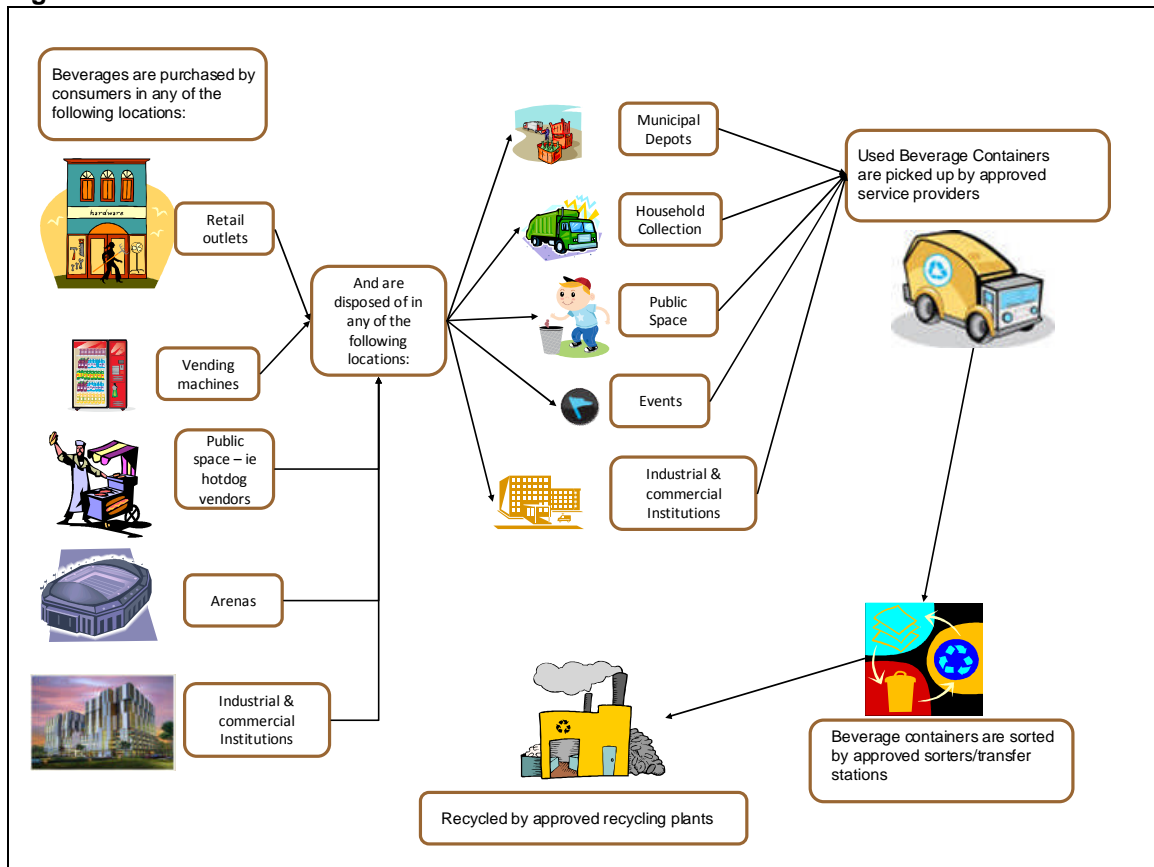 Beverages are purchased by
consumers in any of the
following locations:
hardware
Retail
outlets
Vending
machines
Public
space – ie
hotdog
vendors
Arenas
Industrial &
commercial
Institutions
And are
disposed of in
any of the
following
locations:
Municipal
Depots
Household
Collection
Public
Space
Events
Industrial &
commercial
Institutions
Used Beverage Containers
are picked up by approved
service providers
Beverage containers are sorted
by approved sorters/transfer
stations
Recycled by approved recycling plants